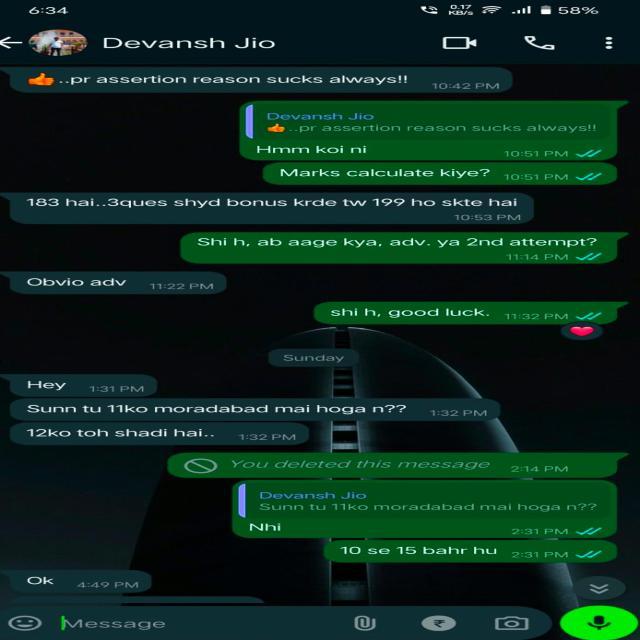 6:34
0.17 KB/s 58%
Devansh Jio
👍..pr assertion reason sucks always!!
10:42 PM
Devansh Jio
👍..pr assertion reason sucks always!!
Hmm koi ni
10:51 PM
Marks calculate kiye? 10:51 PM
183 hai..3ques shyd bonus krde tw 199 ho skte hai
10:53 PM
Shi h, ab aage kya, adv. ya 2nd attempt?
11:14 PM
Obvio adv 11:22 PM
shi h, good luck. 11:32 PM
❤️
Sunday
Hey 1:31 PM
Sunn tu 11ko moradabad mai hoga n?? 1:32 PM
12ko toh shadi hai.. 1:32 PM
You deleted this message 2:14 PM
Devansh Jio
Sunn tu 11ko moradabad mai hoga n??
Nhi
2:31 PM
10 se 15 bahr hu 2:31 PM
Ok 4:49 PM
Message
₹